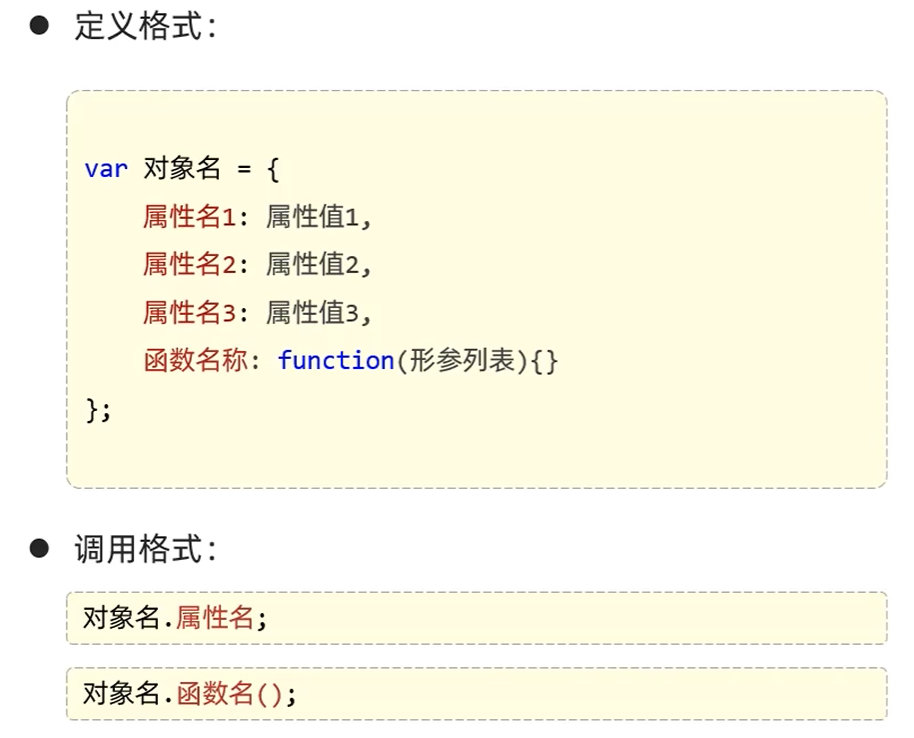 ● 定义格式：
var 对象名 = {
属性名1: 属性值1,
属性名2: 属性值2,
属性名3: 属性值3,
函数名称: function(形参列表){}
};
● 调用格式：
对象名.属性名;
对象名.函数名();